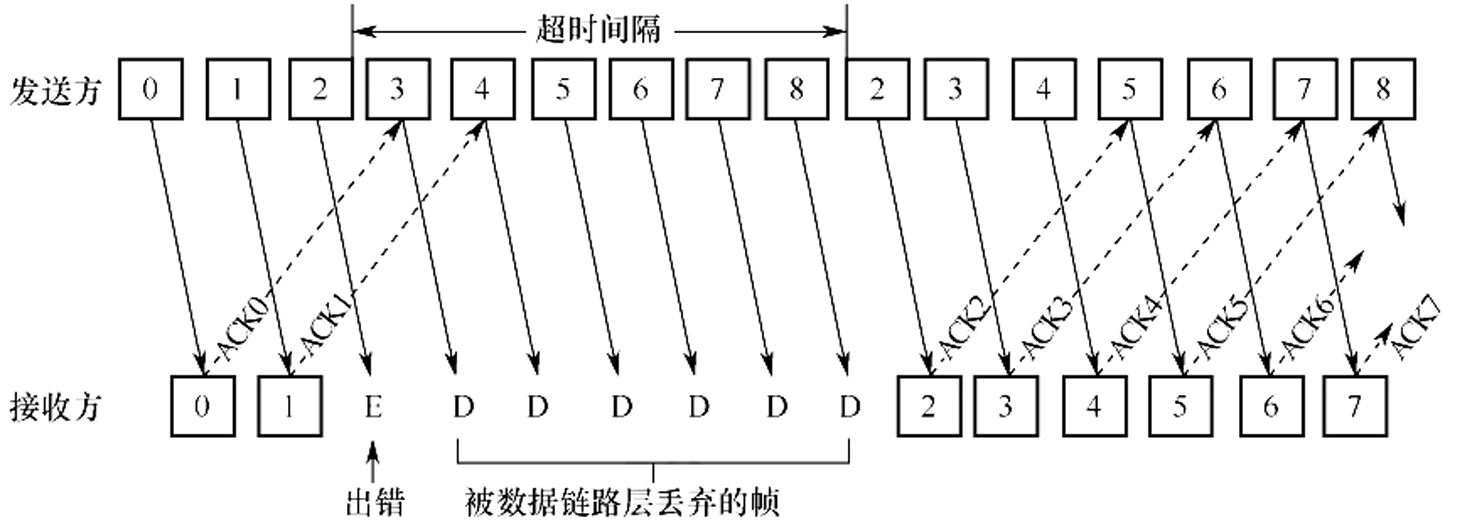 超时间隔
发送方 0 1 2 3 4 5 6 7 8 2 3 4 5 6 7 8
ACK0 ACK1 ACK2 ACK3 ACK4 ACK5 ACK6 ACK7
接收方 0 1 E D D D D D D 2 3 4 5 6 7
出错 被数据链路层丢弃的帧